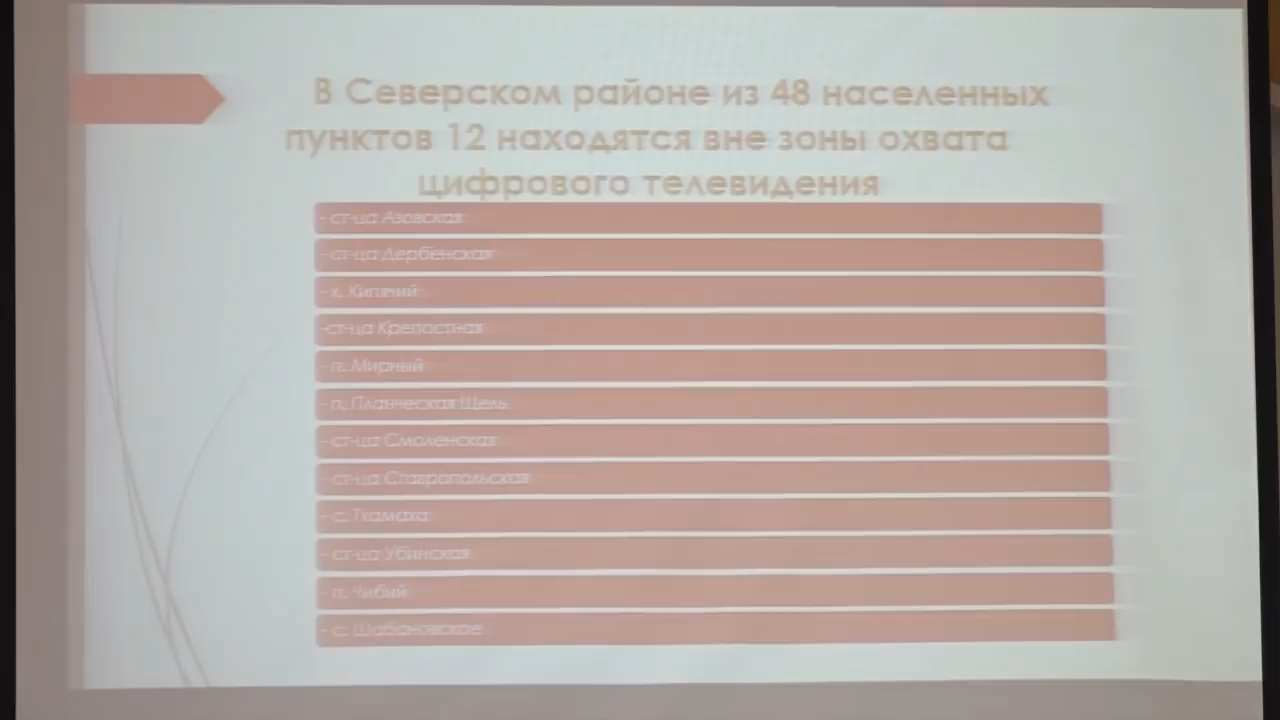 В Северском районе из 48 населенных
пунктов 12 находятся вне зоны охвата
цифрового телевидения
- ст-ца Азовская
- ст-ца Дербенская
- х. Кипячий
-ст-ца Крепостная
- п. Мирный
- п. Планческая Щель
- ст-ца Смоленская
- ст-ца Ставропольская
- с. Тхамаха
- ст-ца Убинская
- п. Чибий
- с. Шабановское